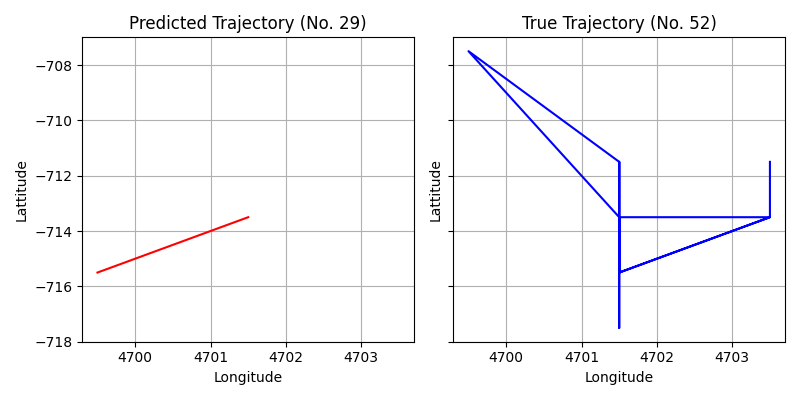 Predicted Trajectory (No. 29)
True Trajectory (No. 52)
Lattitude
−708
−710
−712
−714
−716
−718
4700
4701
4702
4703
Longitude
Lattitude
4700
4701
4702
4703
Longitude